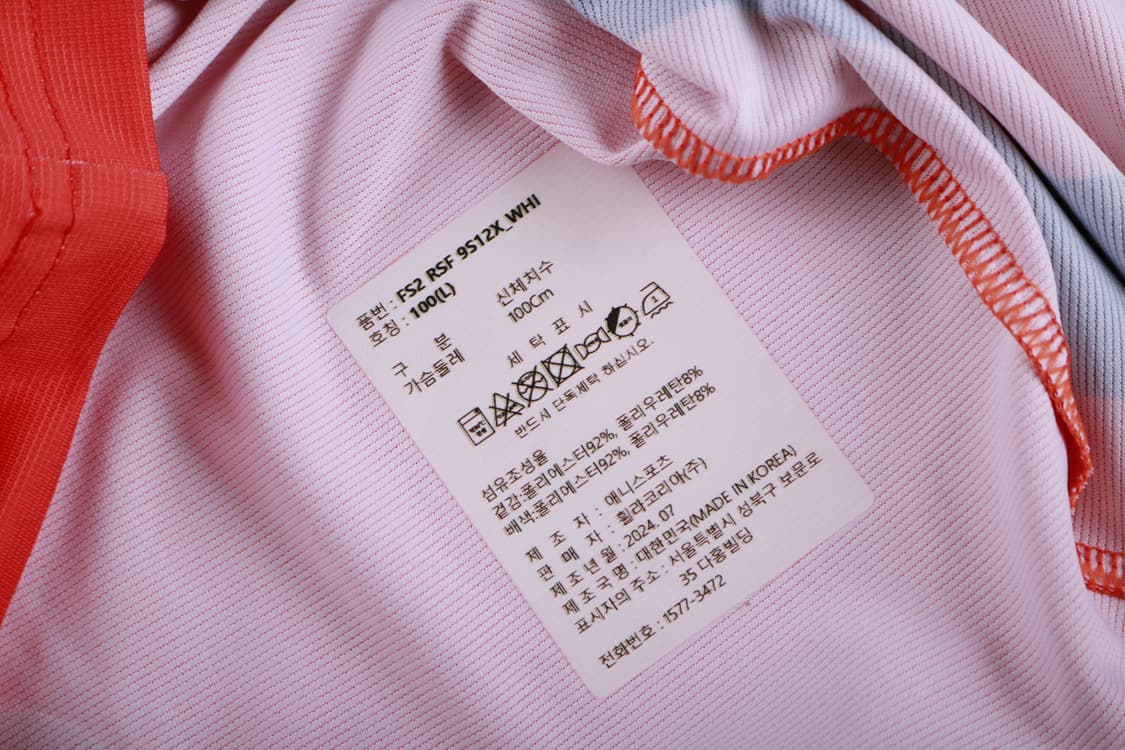 품번 : FS2 RSF 9S12X_WHI
호칭 : 100(L)
구 분 신체치수
가슴둘레 100Cm
세 탁 표 시
반드시 단독세탁 하십시오.
섬유조성율
겉감:폴리에스터92%, 폴리우레탄8%
배색:폴리에스터92%, 폴리우레탄8%
제 조 자 : 애니스포츠
판 매 자 : 휠라코리아(주)
제 조 년 월 : 2024. 07
제 조 국 명 : 대한민국(MADE IN KOREA)
표시자의 주소 : 서울특별시 성북구 보문로
35 다홍빌딩
전화번호 : 1577-3472